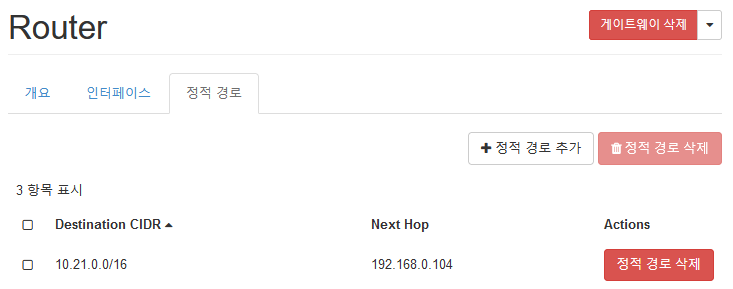 Router
게이트웨이 삭제
개요 인터페이스 정적 경로
정적 경로 추가 정적 경로 삭제
3 항목 표시
Destination CIDR Next Hop Actions
10.21.0.0/16 192.168.0.104 정적 경로 삭제